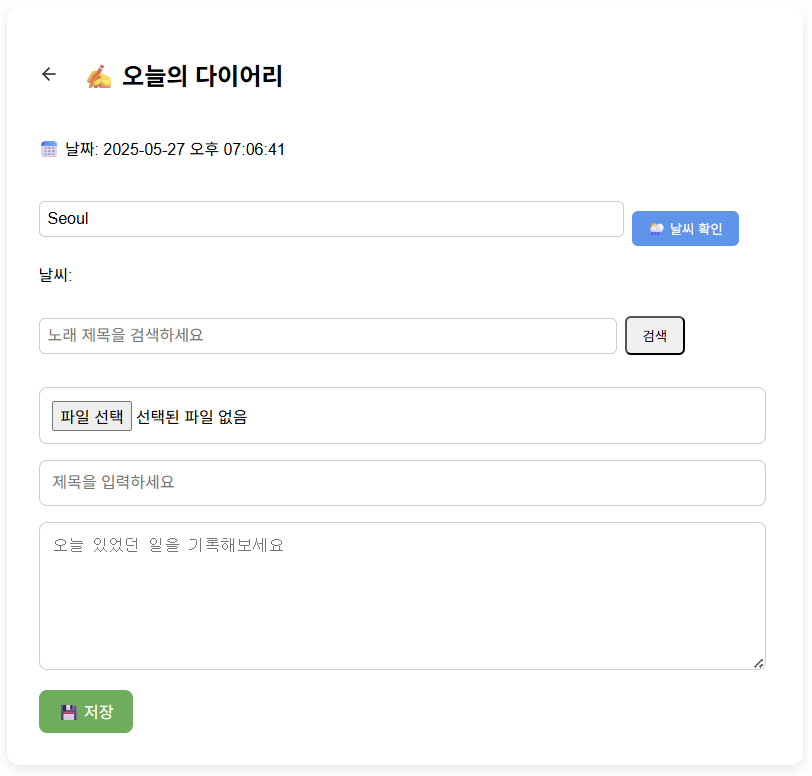 ← ✍️ 오늘의 다이어리
📅 날짜: 2025-05-27 오후 07:06:41
Seoul
🌧️ 날씨 확인
날씨:
노래 제목을 검색하세요
검색
파일 선택 선택된 파일 없음
제목을 입력하세요
오늘 있었던 일을 기록해보세요
💾 저장